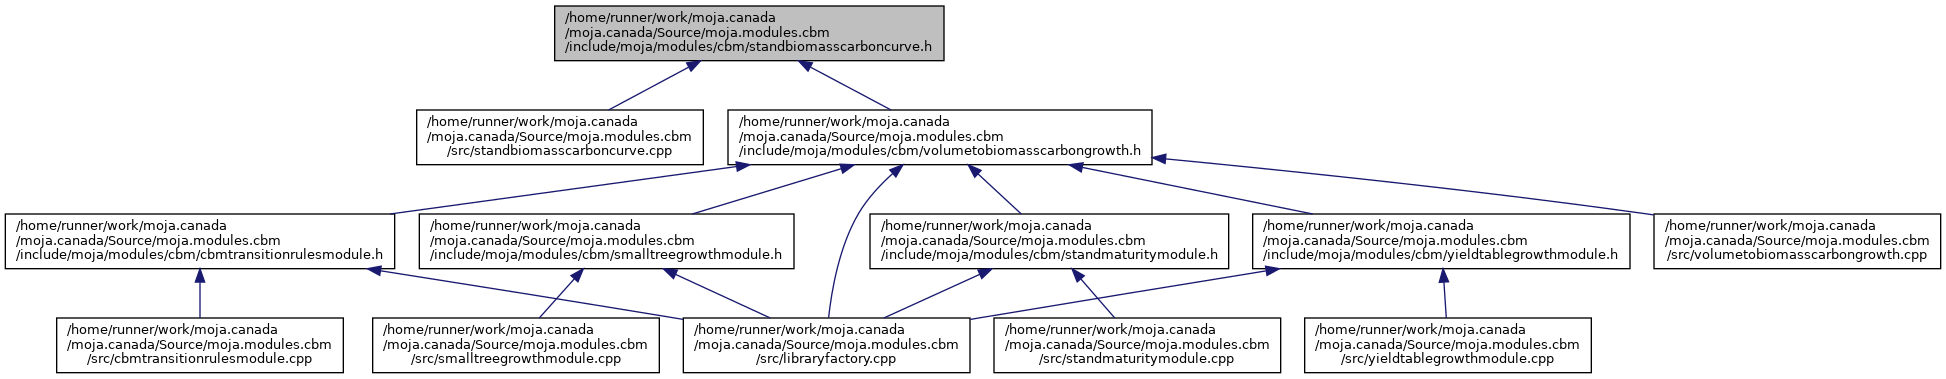 /home/runner/work/moja.canada
/moja.canada/Source/moja.modules.cbm
/include/moja/modules/cbm/standbiomasscarboncurve.h
/home/runner/work/moja.canada
/moja.canada/Source/moja.modules.cbm
/src/standbiomasscarboncurve.cpp
/home/runner/work/moja.canada
/moja.canada/Source/moja.modules.cbm
/include/moja/modules/cbm/volumetobiomasscarbongrowth.h
/home/runner/work/moja.canada
/moja.canada/Source/moja.modules.cbm
/include/moja/modules/cbm/cbmtransitionrulesmodule.h
/home/runner/work/moja.canada
/moja.canada/Source/moja.modules.cbm
/include/moja/modules/cbm/smalltreegrowthmodule.h
/home/runner/work/moja.canada
/moja.canada/Source/moja.modules.cbm
/include/moja/modules/cbm/standmaturitymodule.h
/home/runner/work/moja.canada
/moja.canada/Source/moja.modules.cbm
/include/moja/modules/cbm/yieldtablegrowthmodule.h
/home/runner/work/moja.canada
/moja.canada/Source/moja.modules.cbm
/src/volumetobiomasscarbongrowth.cpp
/home/runner/work/moja.canada
/moja.canada/Source/moja.modules.cbm
/src/cbmtransitionrulesmodule.cpp
/home/runner/work/moja.canada
/moja.canada/Source/moja.modules.cbm
/src/smalltreegrowthmodule.cpp
/home/runner/work/moja.canada
/moja.canada/Source/moja.modules.cbm
/src/libraryfactory.cpp
/home/runner/work/moja.canada
/moja.canada/Source/moja.modules.cbm
/src/standmaturitymodule.cpp
/home/runner/work/moja.canada
/moja.canada/Source/moja.modules.cbm
/src/yieldtablegrowthmodule.cpp